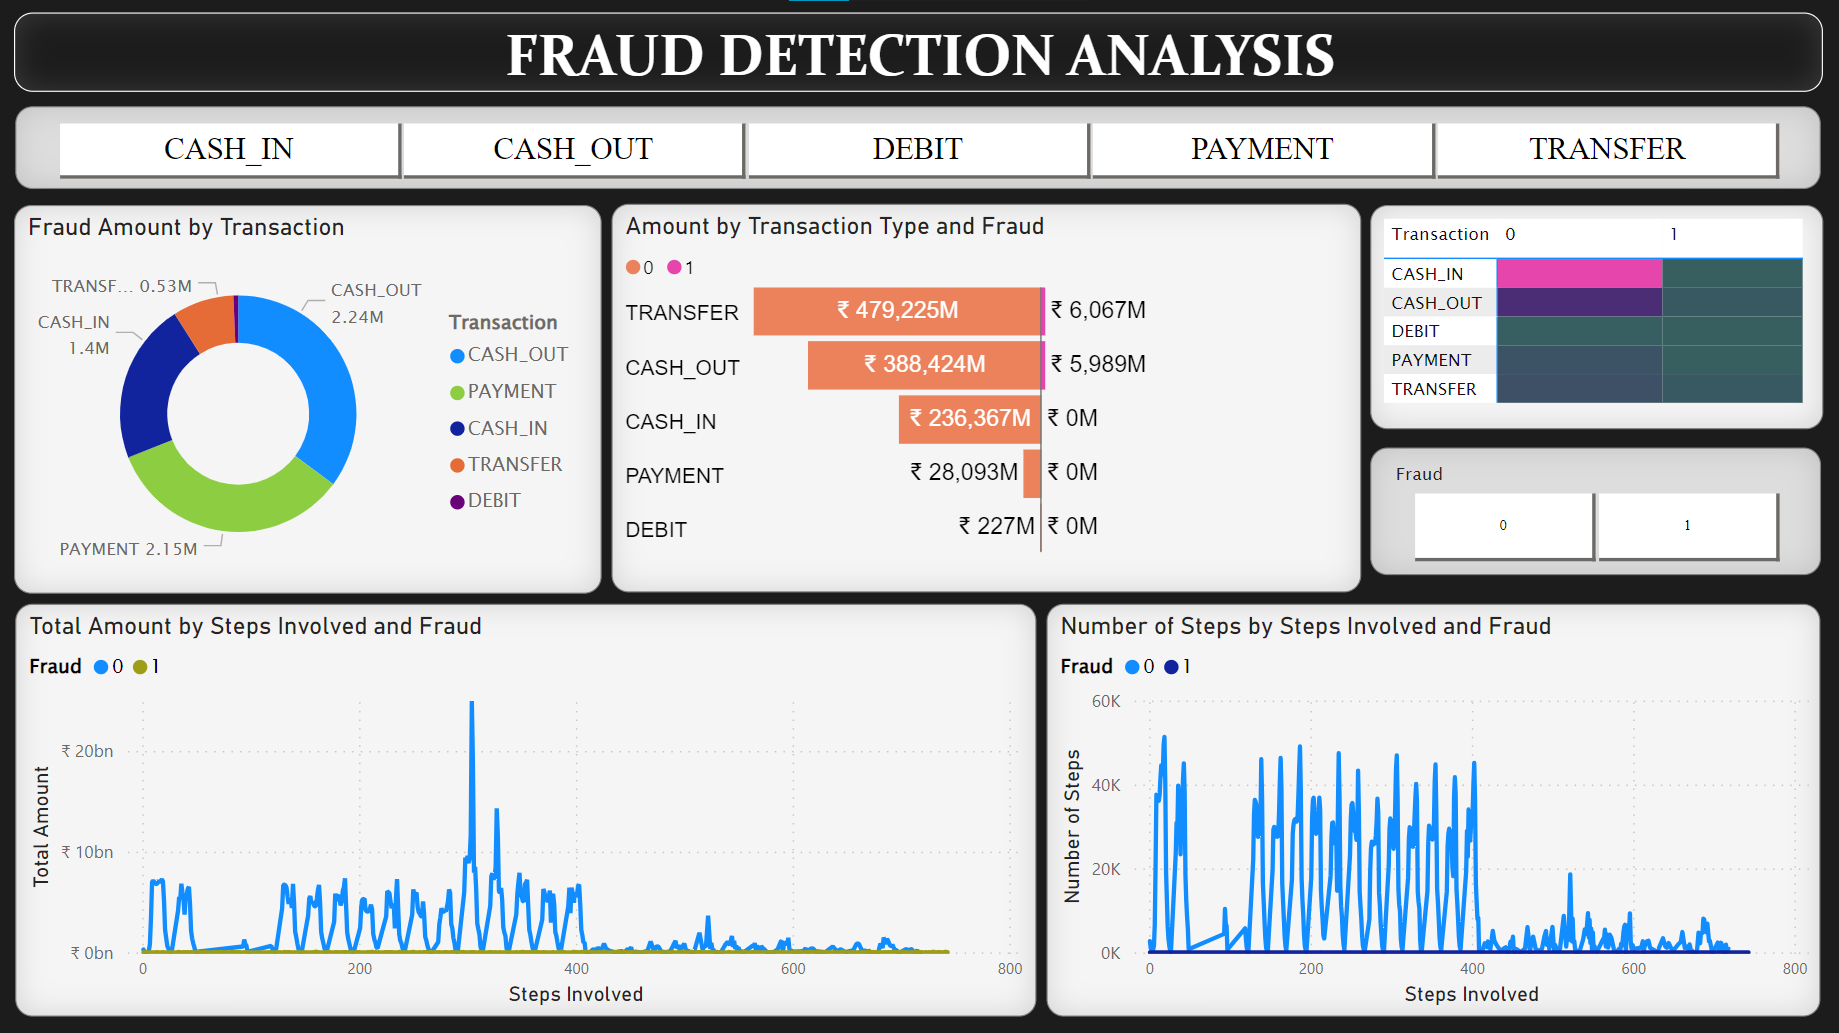 FRAUD DETECTION ANALYSIS
CASH_IN
CASH_OUT
DEBIT
PAYMENT
TRANSFER
Fraud Amount by Transaction
TRANSF... 0.53M
CASH_OUT
2.24M
CASH_IN
1.4M
PAYMENT 2.15M
Transaction
CASH_OUT
PAYMENT
CASH_IN
TRANSFER
DEBIT
Amount by Transaction Type and Fraud
0 1
TRANSFER ₹ 479,225M ₹ 6,067M
CASH_OUT ₹ 388,424M ₹ 5,989M
CASH_IN ₹ 236,367M ₹ 0M
PAYMENT ₹ 28,093M ₹ 0M
DEBIT ₹ 227M ₹ 0M
Transaction 0 1
CASH_IN
CASH_OUT
DEBIT
PAYMENT
TRANSFER
Fraud
0 1
Total Amount by Steps Involved and Fraud
Fraud 0 1
Total Amount
₹ 20bn
₹ 10bn
₹ 0bn
0 200 400 600 800
Steps Involved
Number of Steps by Steps Involved and Fraud
Fraud 0 1
Number of Steps
60K
40K
20K
0K
0 200 400 600 800
Steps Involved